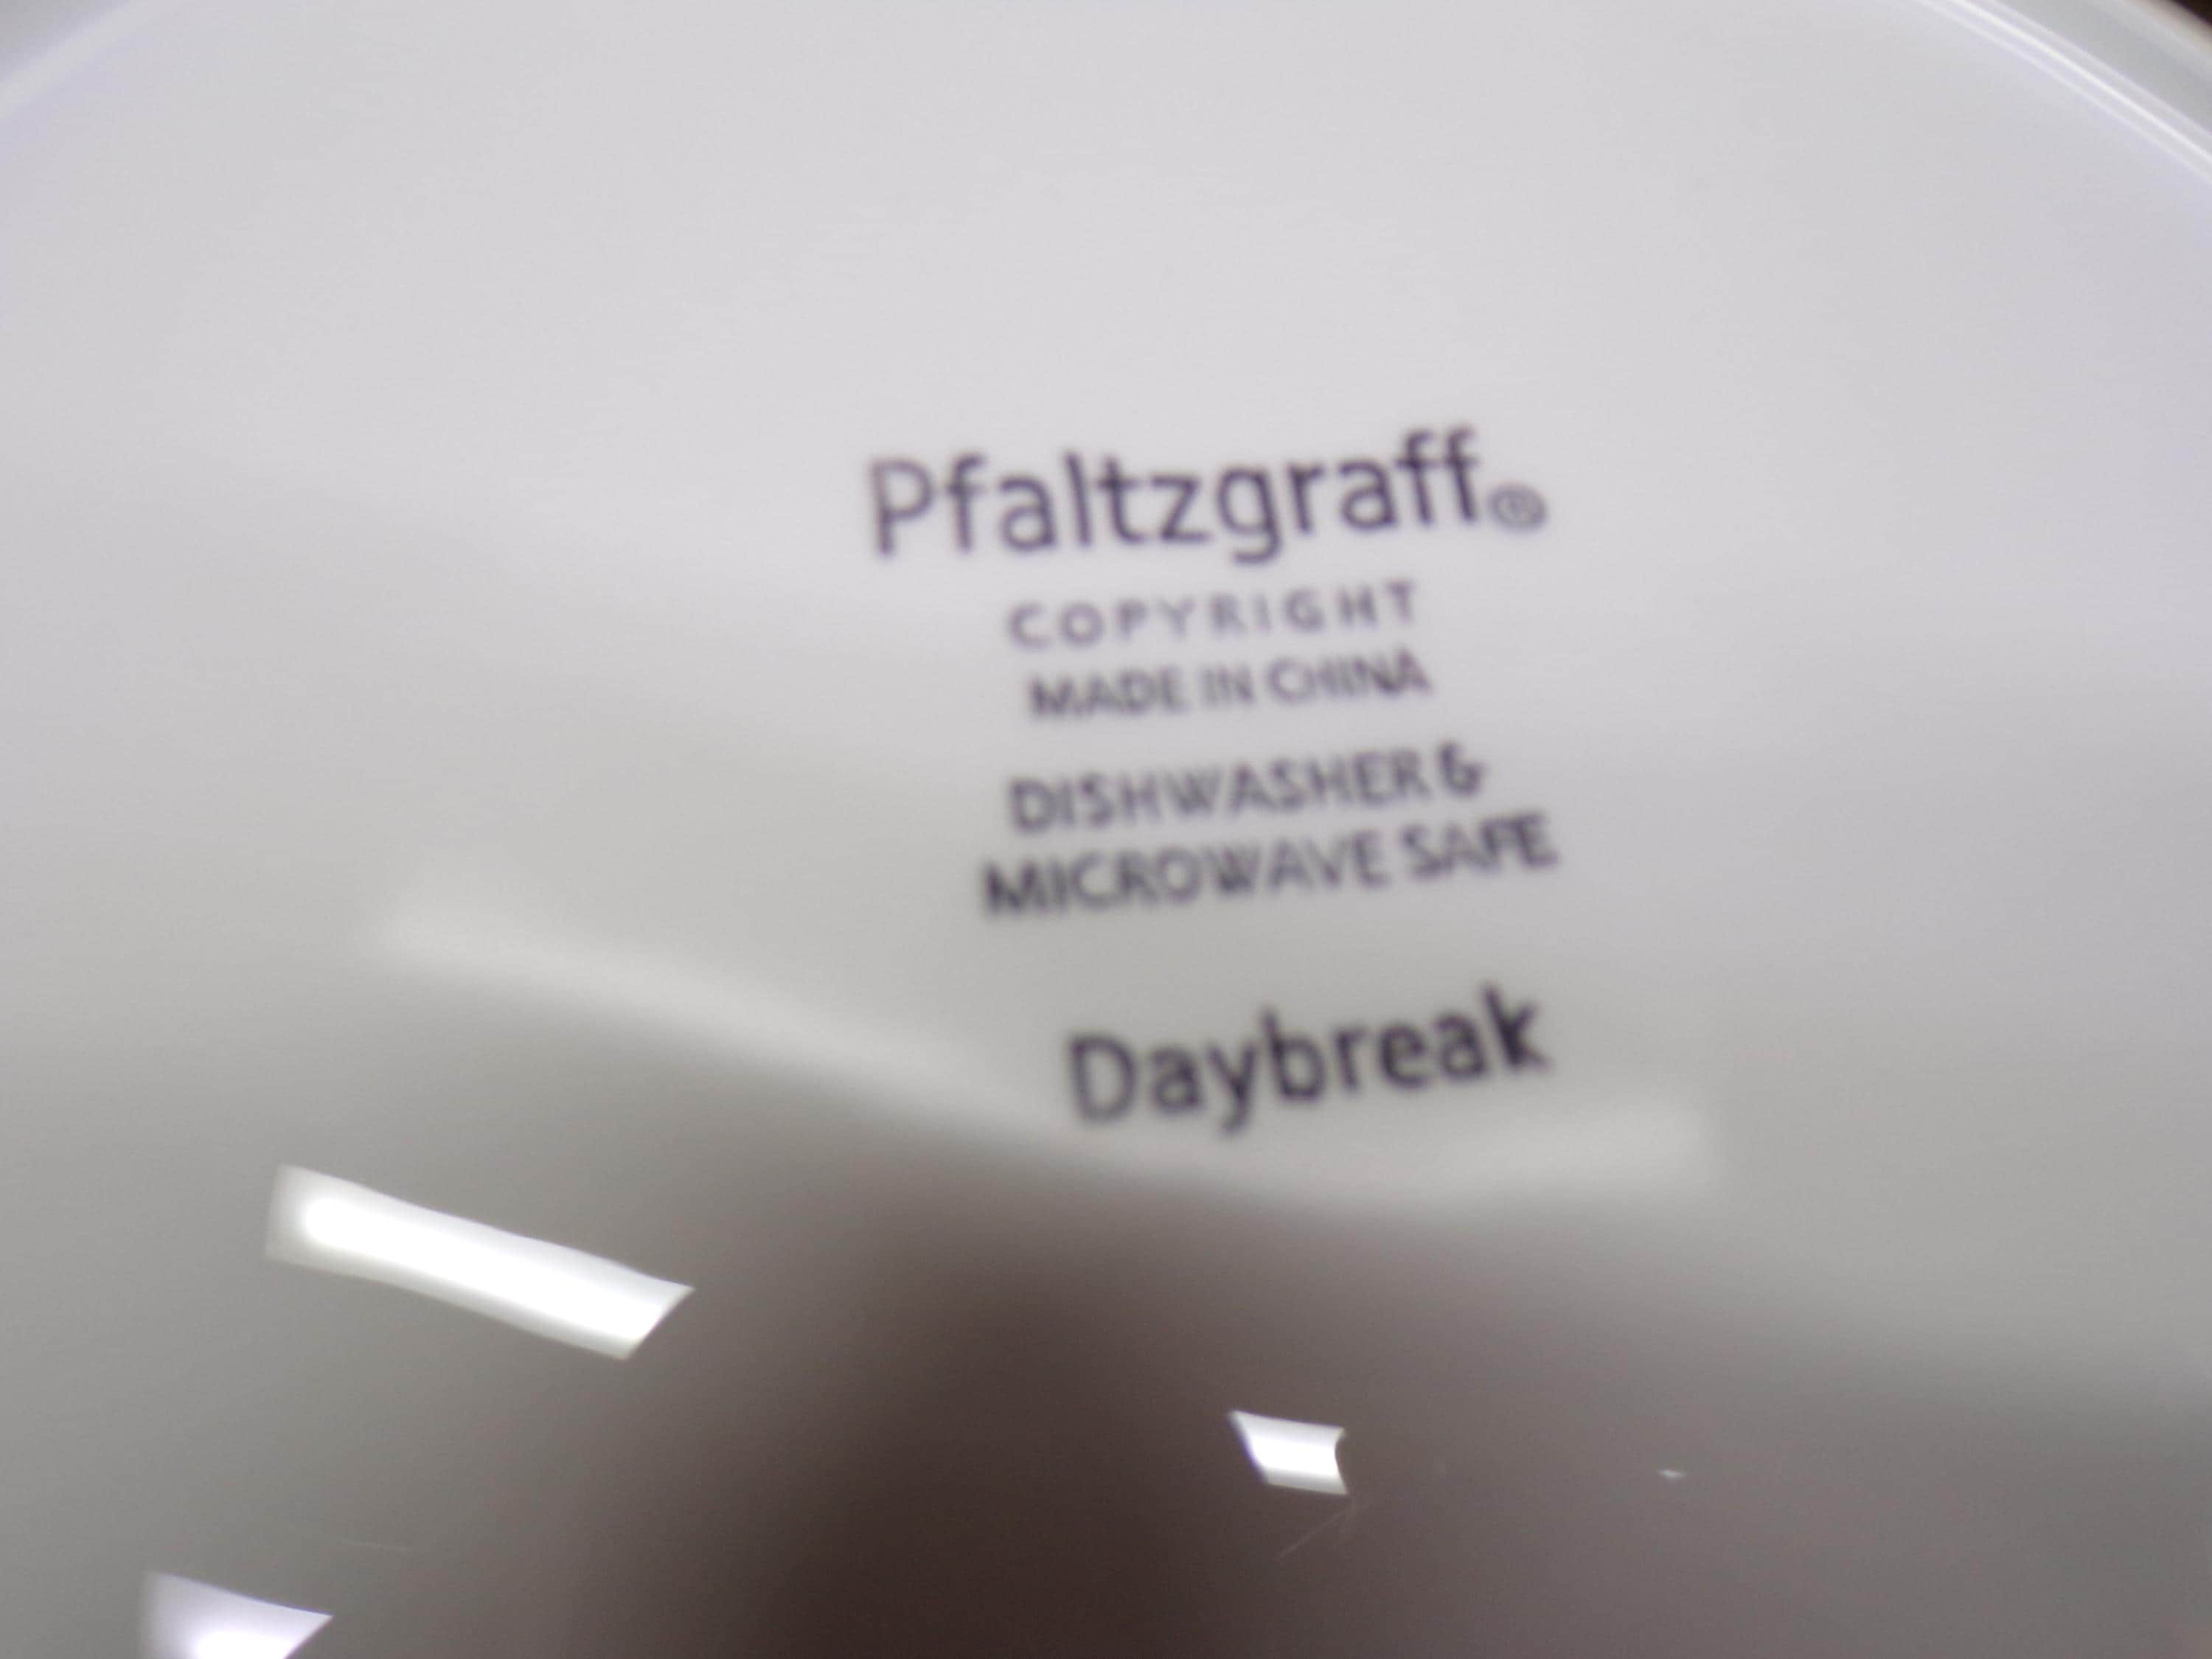 Pfaltzgraff®
COPYRIGHT
MADE IN CHINA
DISHWASHER &
MICROWAVE SAFE
Daybreak